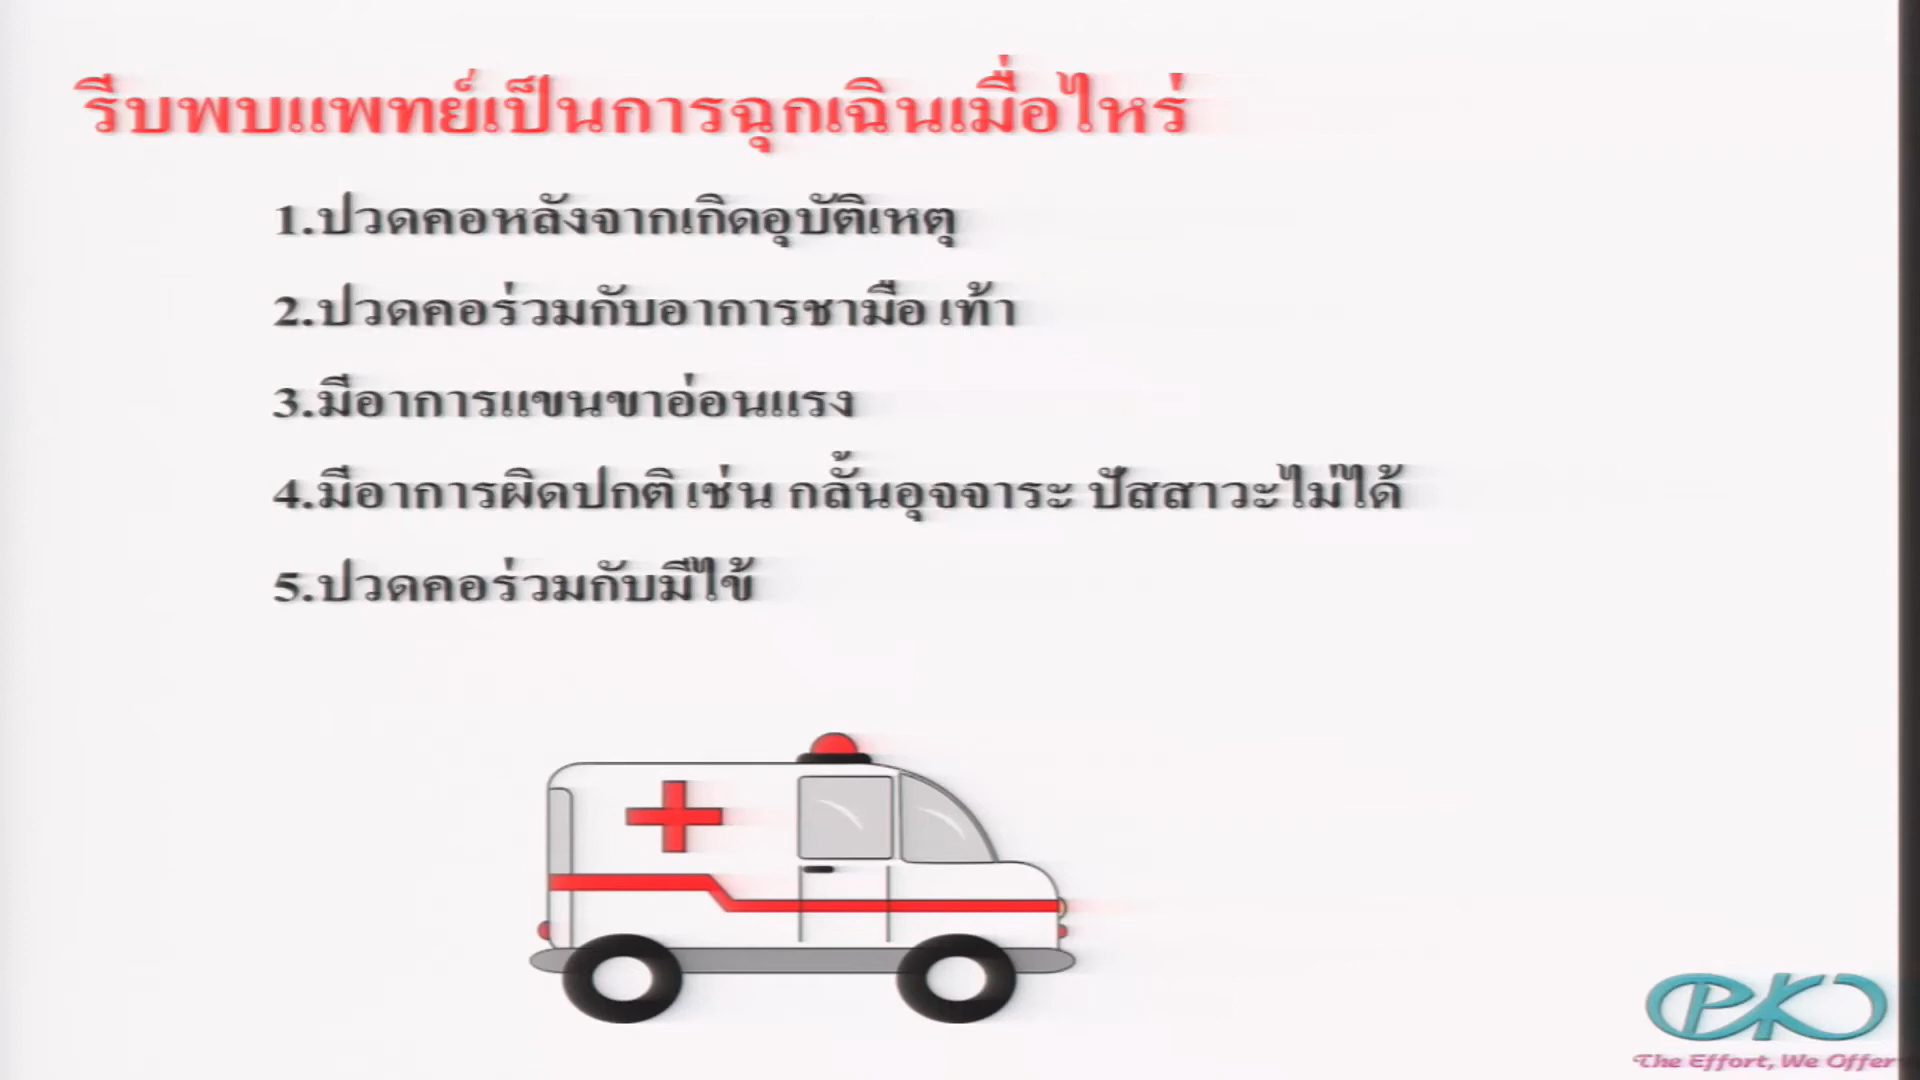 รีบพบแพทย์เป็นการฉุกเฉินเมื่อไหร่
1.ปวดคอหลังจากเกิดอุบัติเหตุ
2.ปวดคอร่วมกับอาการชามือ เท้า
3.มีอาการแขนขาอ่อนแรง
4.มีอาการผิดปกติ เช่น กลั้นอุจจาระ ปัสสาวะไม่ได้
5.ปวดคอร่วมกับมีไข้
PKO
The Effort, We Offer